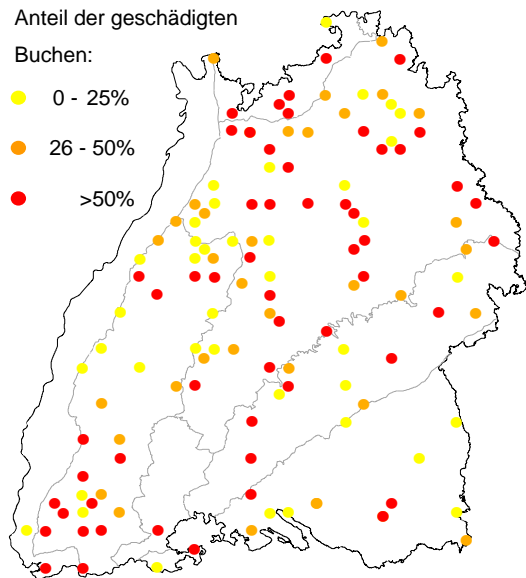 Anteil der geschädigten
Buchen:
0 - 25%
26 - 50%
>50%